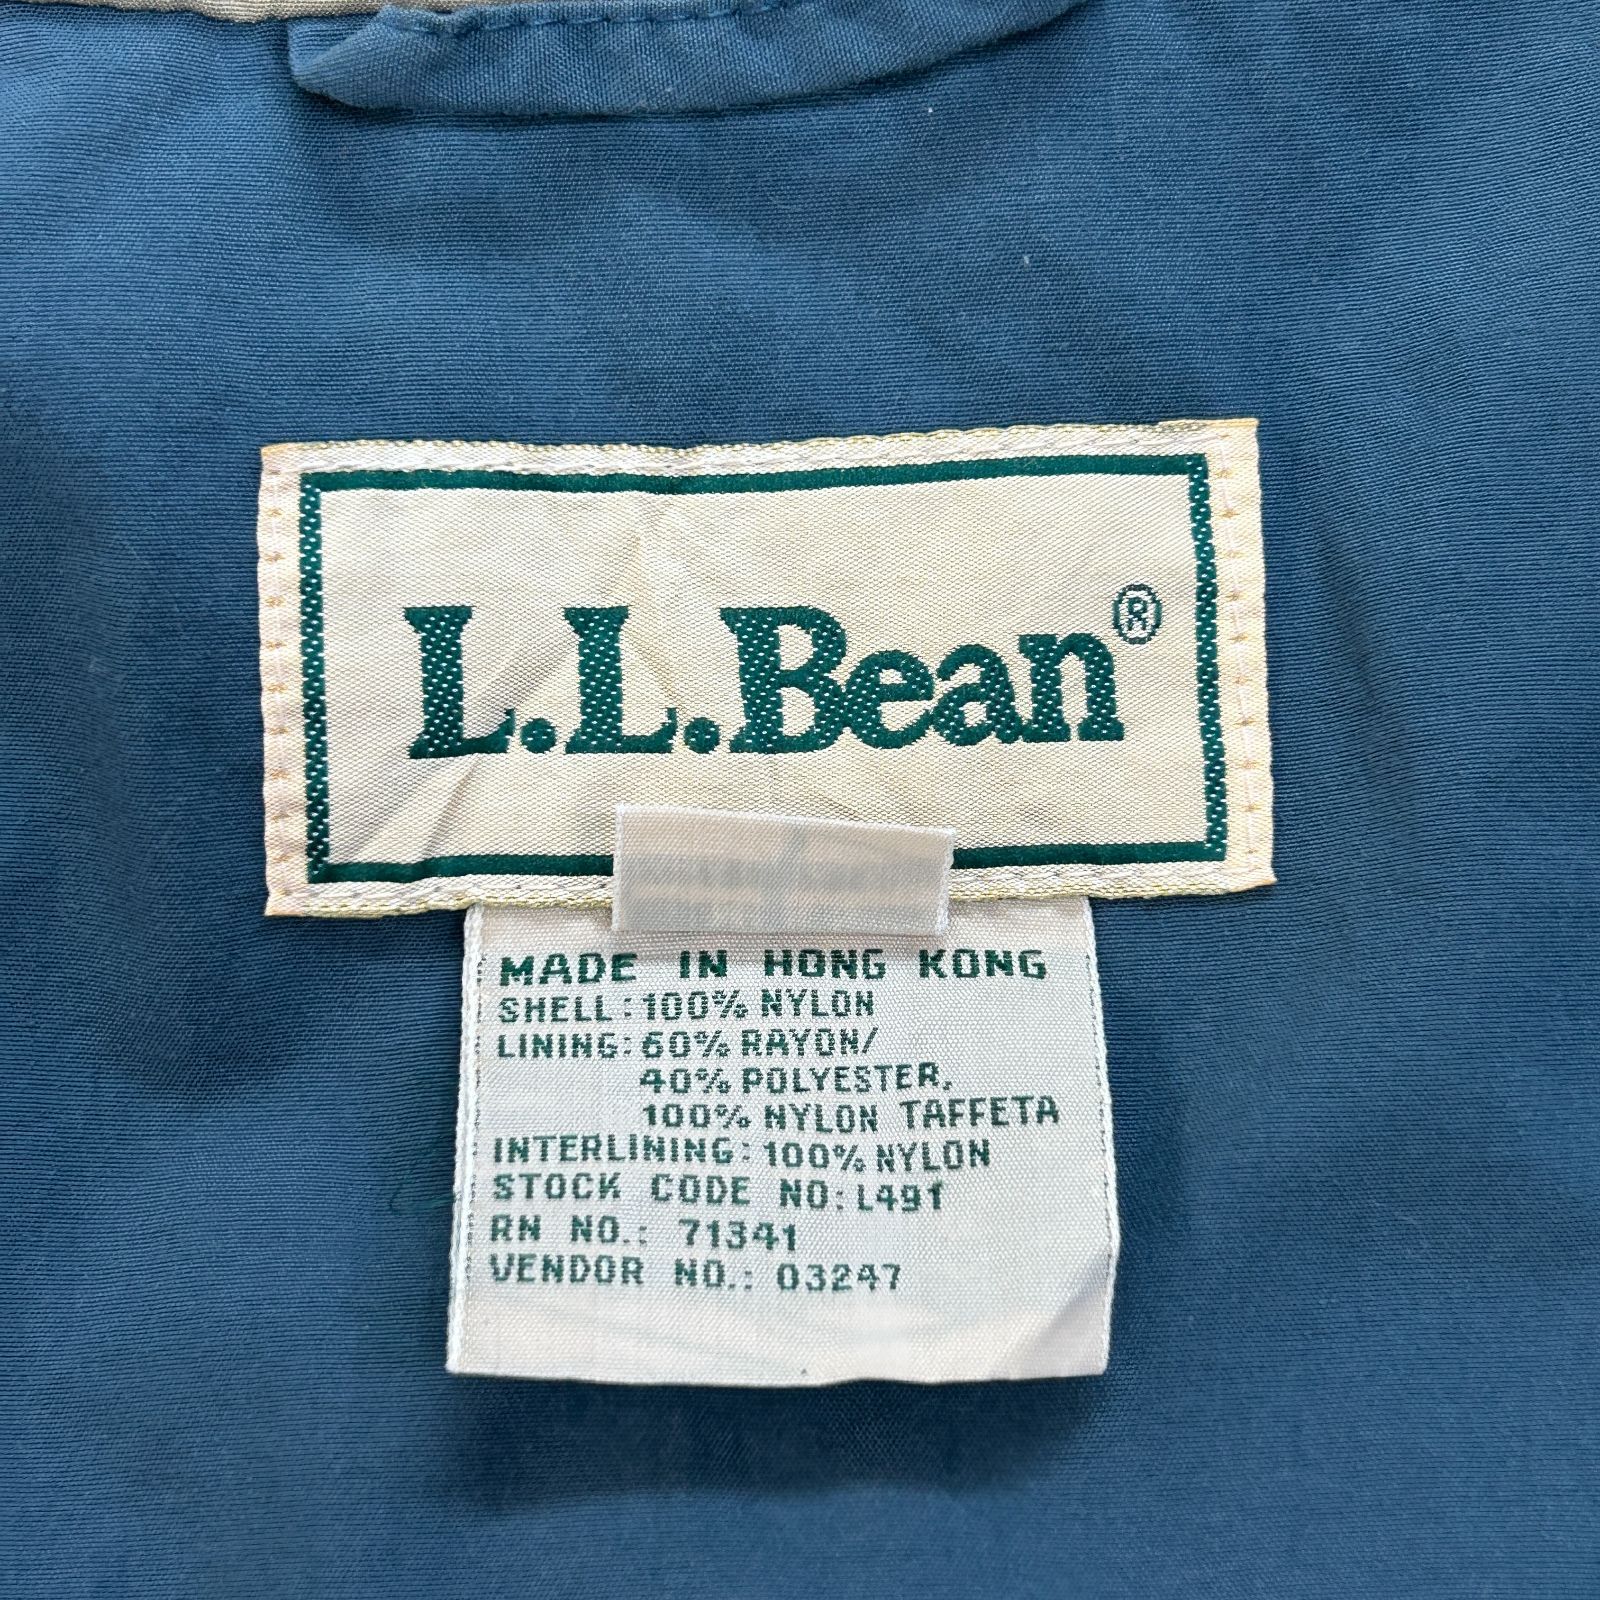 L.L.Bean®
MADE IN HONG KONG
SHELL: 100% NYLON
LINING: 60% RAYON/
40% POLYESTER,
100% NYLON TAFFETA
INTERLINING: 100% NYLON
STOCK CODE NO: L491
RN NO.: 71341
VENDOR NO.: 03247